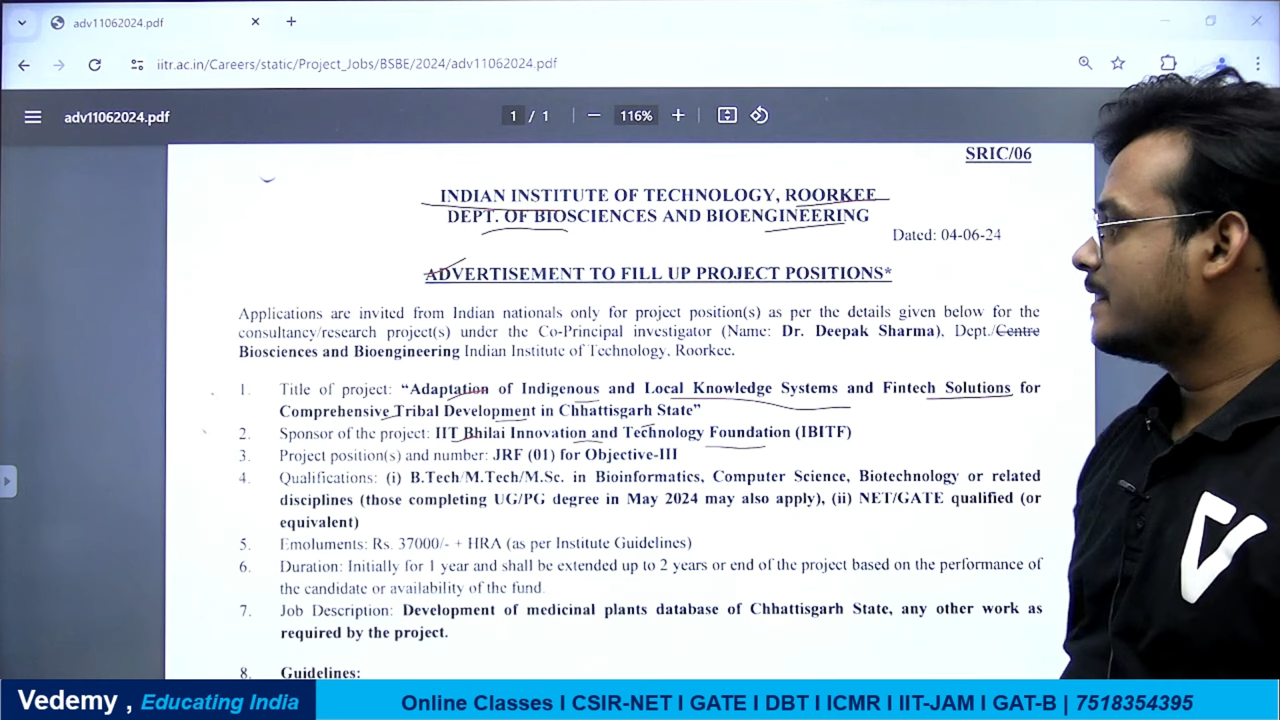 adv11062024.pdf
iitr.ac.in/Careers/static/Project_Jobs/BSBE/2024/adv11062024.pdf
adv11062024.pdf
1 / 1
116%
SRIC/06
INDIAN INSTITUTE OF TECHNOLOGY, ROORKEE
DEPT. OF BIOSCIENCES AND BIOENGINEERING
Dated: 04-06-24
ADVERTISEMENT TO FILL UP PROJECT POSITIONS*
Applications are invited from Indian nationals only for project position(s) as per the details given below for the
consultancy/research project(s) under the Co-Principal investigator (Name: Dr. Deepak Sharma), Dept./Centre
Biosciences and Bioengineering Indian Institute of Technology, Roorkee.
1. Title of project: “Adaptation of Indigenous and Local Knowledge Systems and Fintech Solutions for
Comprehensive Tribal Development in Chhattisgarh State”
2. Sponsor of the project: IIT Bhilai Innovation and Technology Foundation (IBITF)
3. Project position(s) and number: JRF (01) for Objective-III
4. Qualifications: (i) B.Tech/M.Tech/M.Sc. in Bioinformatics, Computer Science, Biotechnology or related
disciplines (those completing UG/PG degree in May 2024 may also apply), (ii) NET/GATE qualified (or
equivalent)
5. Emoluments: Rs. 37000/- + HRA (as per Institute Guidelines)
6. Duration: Initially for 1 year and shall be extended up to 2 years or end of the project based on the performance of
the candidate or availability of the fund.
7. Job Description: Development of medicinal plants database of Chhattisgarh State, any other work as
required by the project.
8. Guidelines:
Vedemy , Educating India
Online Classes I CSIR-NET I GATE I DBT I ICMR I IIT-JAM I GAT-B | 7518354395